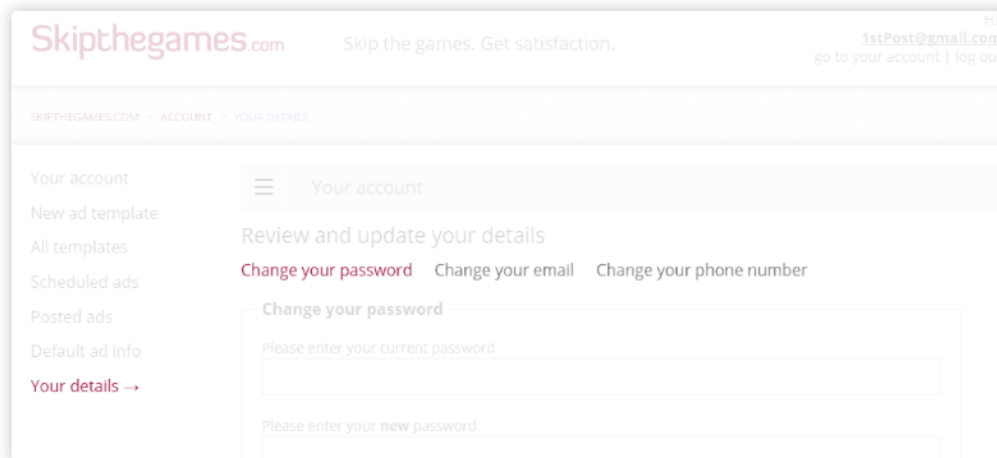 Skipthegames.com
Skip the games. Get satisfaction.
Hi
1stPost@gmail.com
go to your account | log ou
SKIPTHEGAMES.COM » ACCOUNT » YOUR DETAILS
Your account
New ad template
All templates
Scheduled ads
Posted ads
Default ad info
Your details →
Your account
Review and update your details
Change your password Change your email Change your phone number
Change your password
Please enter your current password
Please enter your new password